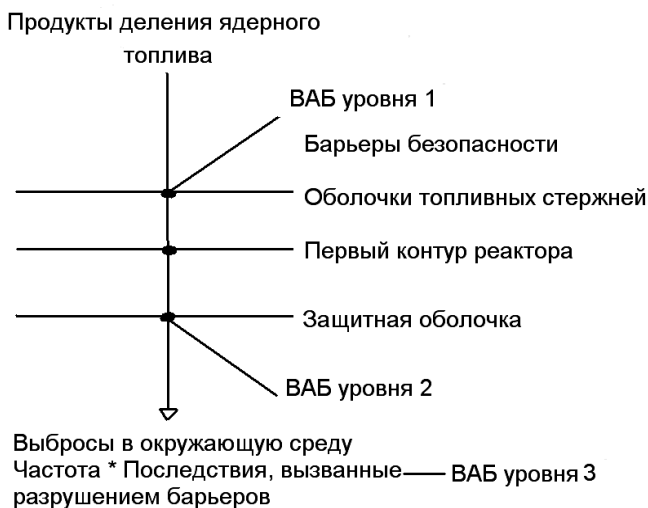 Продукты деления ядерного
топлива
ВАБ уровня 1
Барьеры безопасности
Оболочки топливных стержней
Первый контур реактора
Защитная оболочка
ВАБ уровня 2
Выбросы в окружающую среду
Частота * Последствия, вызванные ВАБ уровня 3
разрушением барьеров